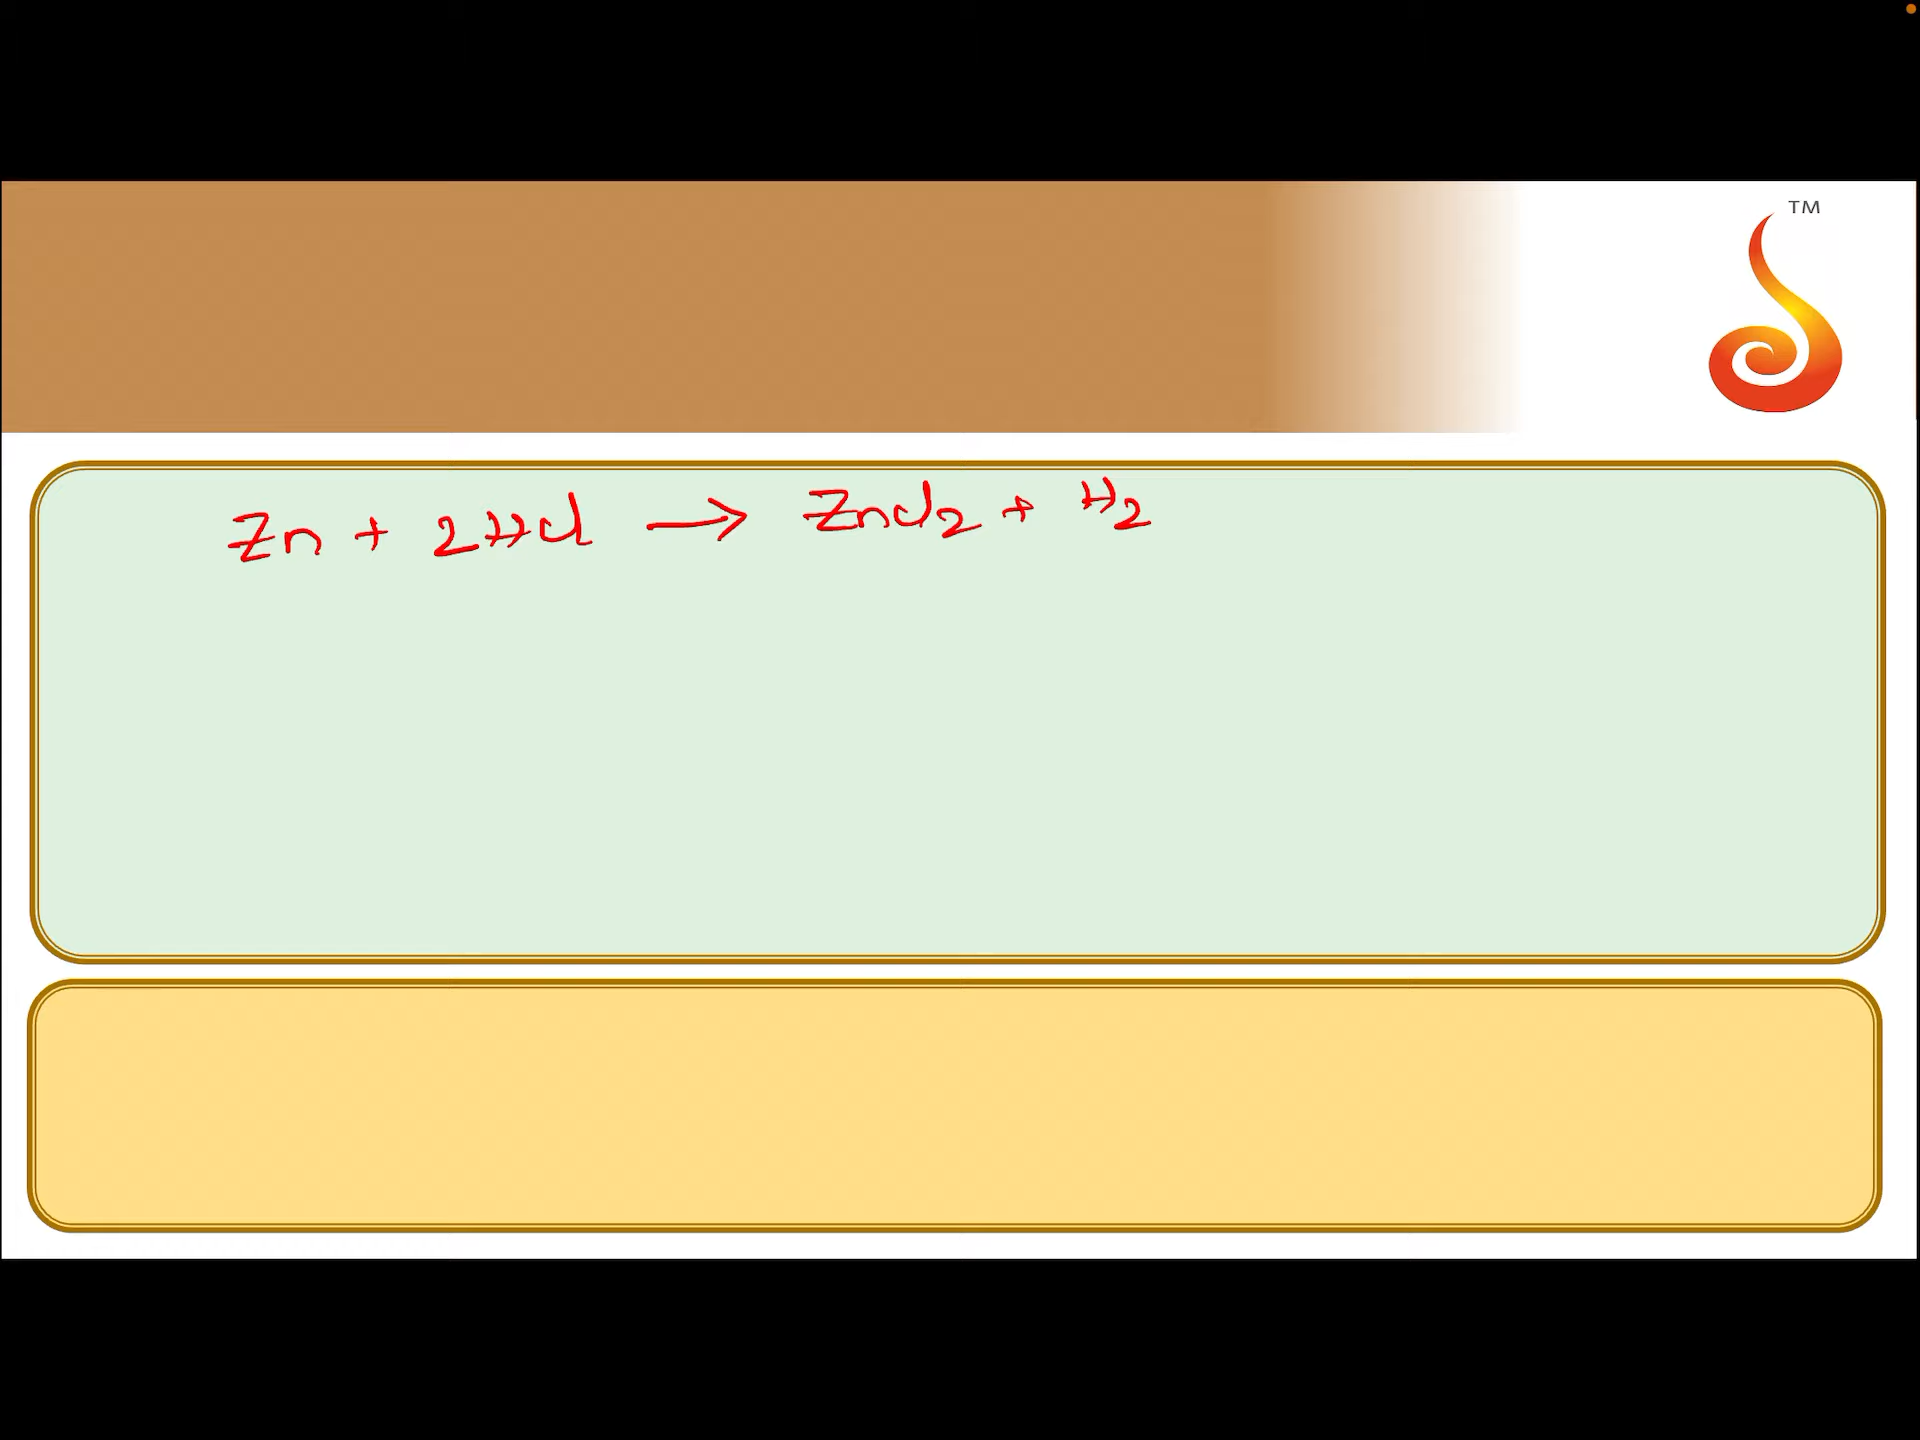 TM
Zn + 2HCl → ZnCl2 + H2